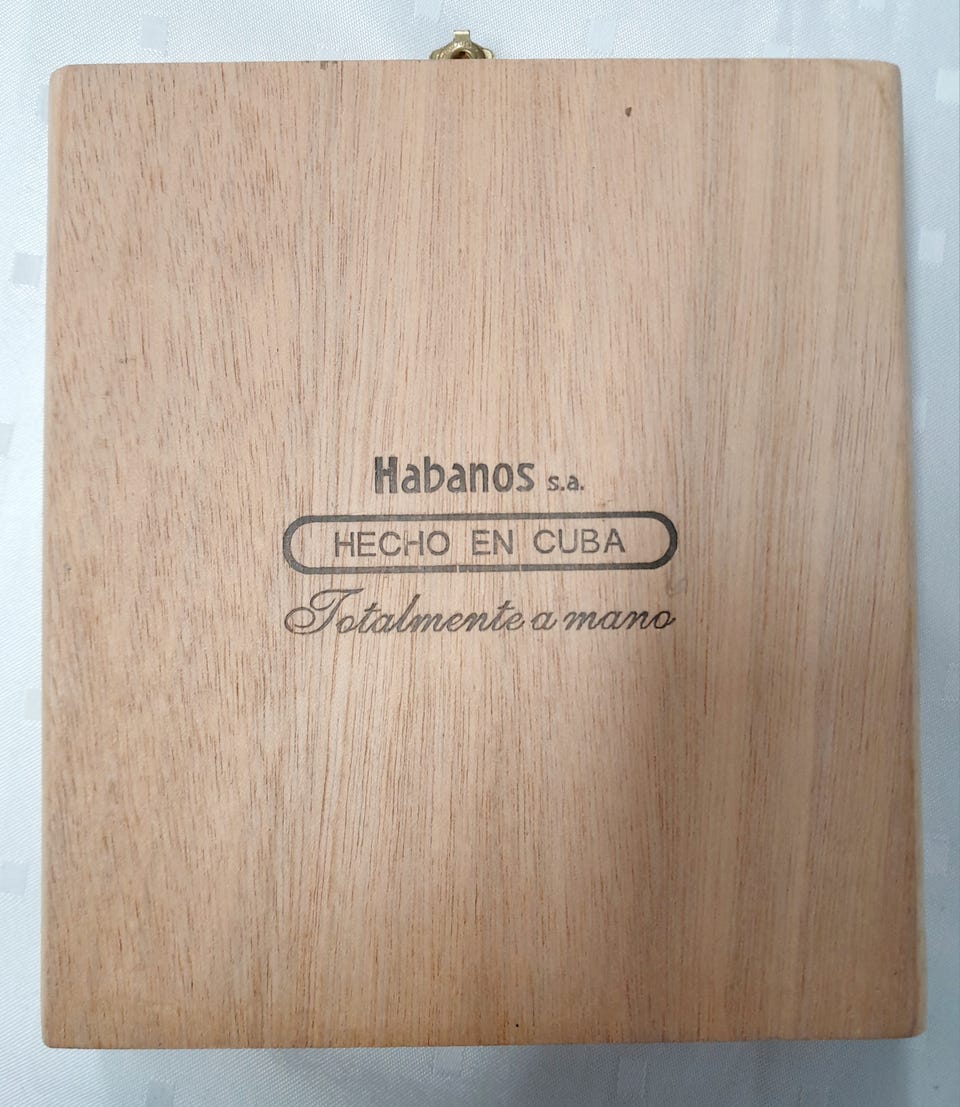 Habanos s.a.
HECHO EN CUBA
Totalmente a mano